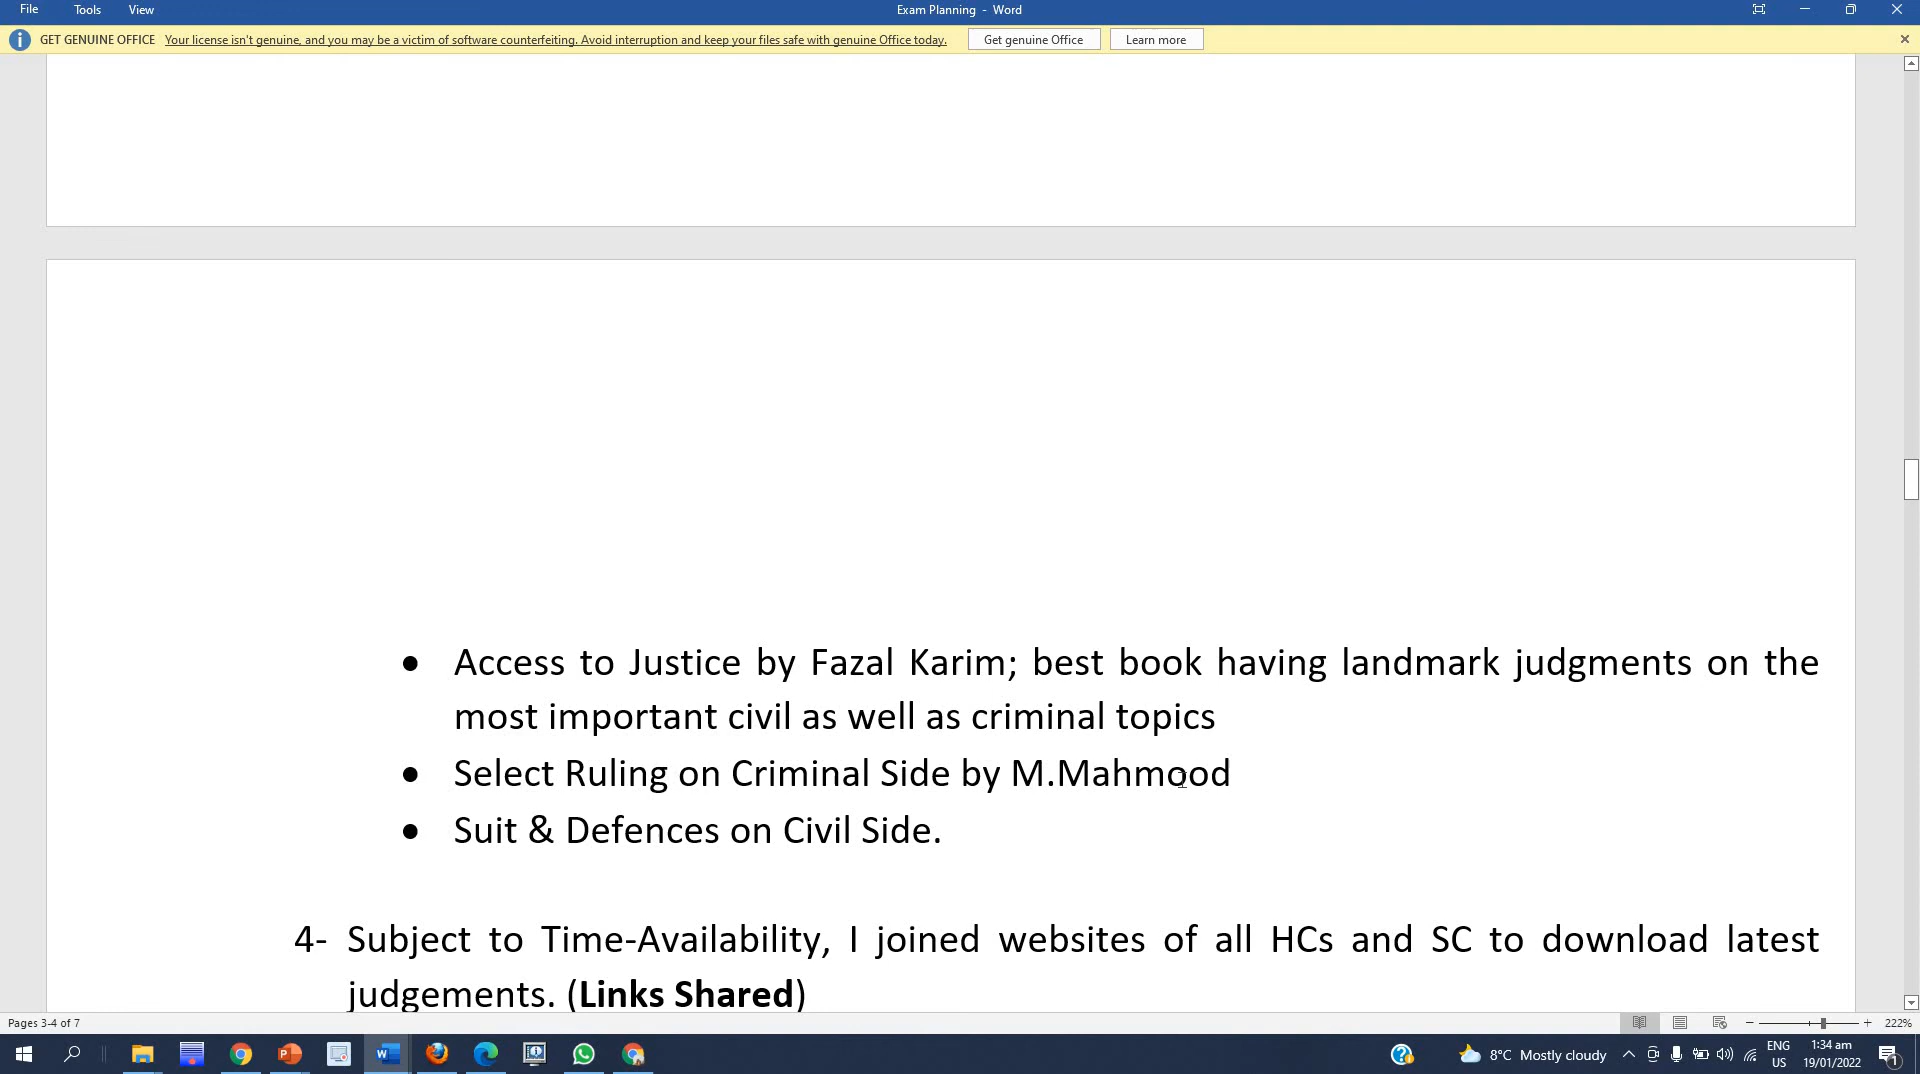 File Tools View Exam Planning - Word
GET GENUINE OFFICE Your license isn't genuine, and you may be a victim of software counterfeiting. Avoid interruption and keep your files safe with genuine Office today. Get genuine Office Learn more
• Access to Justice by Fazal Karim; best book having landmark judgments on the
most important civil as well as criminal topics
• Select Ruling on Criminal Side by M.Mahmood
• Suit & Defences on Civil Side.
4- Subject to Time-Availability, I joined websites of all HCs and SC to download latest
judgements. (Links Shared)
Pages 3-4 of 7 222%
8°C Mostly cloudy ENG 1:34 am
US 19/01/2022 1